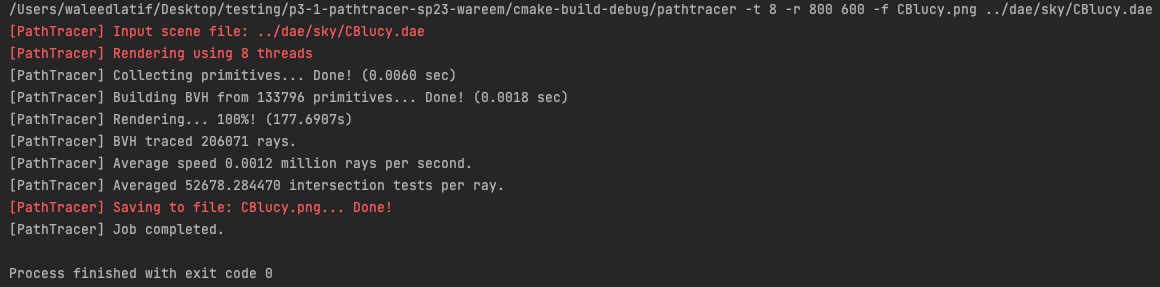 /Users/waleedlatif/Desktop/testing/p3-1-pathtracer-sp23-wareem/cmake-build-debug/pathtracer -t 8 -r 800 600 -f CBlucy.png ../dae/sky/CBlucy.dae
[PathTracer] Input scene file: ../dae/sky/CBlucy.dae
[PathTracer] Rendering using 8 threads
[PathTracer] Collecting primitives... Done! (0.0060 sec)
[PathTracer] Building BVH from 133796 primitives... Done! (0.0018 sec)
[PathTracer] Rendering... 100%! (177.6907s)
[PathTracer] BVH traced 206071 rays.
[PathTracer] Average speed 0.0012 million rays per second.
[PathTracer] Averaged 52678.284470 intersection tests per ray.
[PathTracer] Saving to file: CBlucy.png... Done!
[PathTracer] Job completed.
Process finished with exit code 0